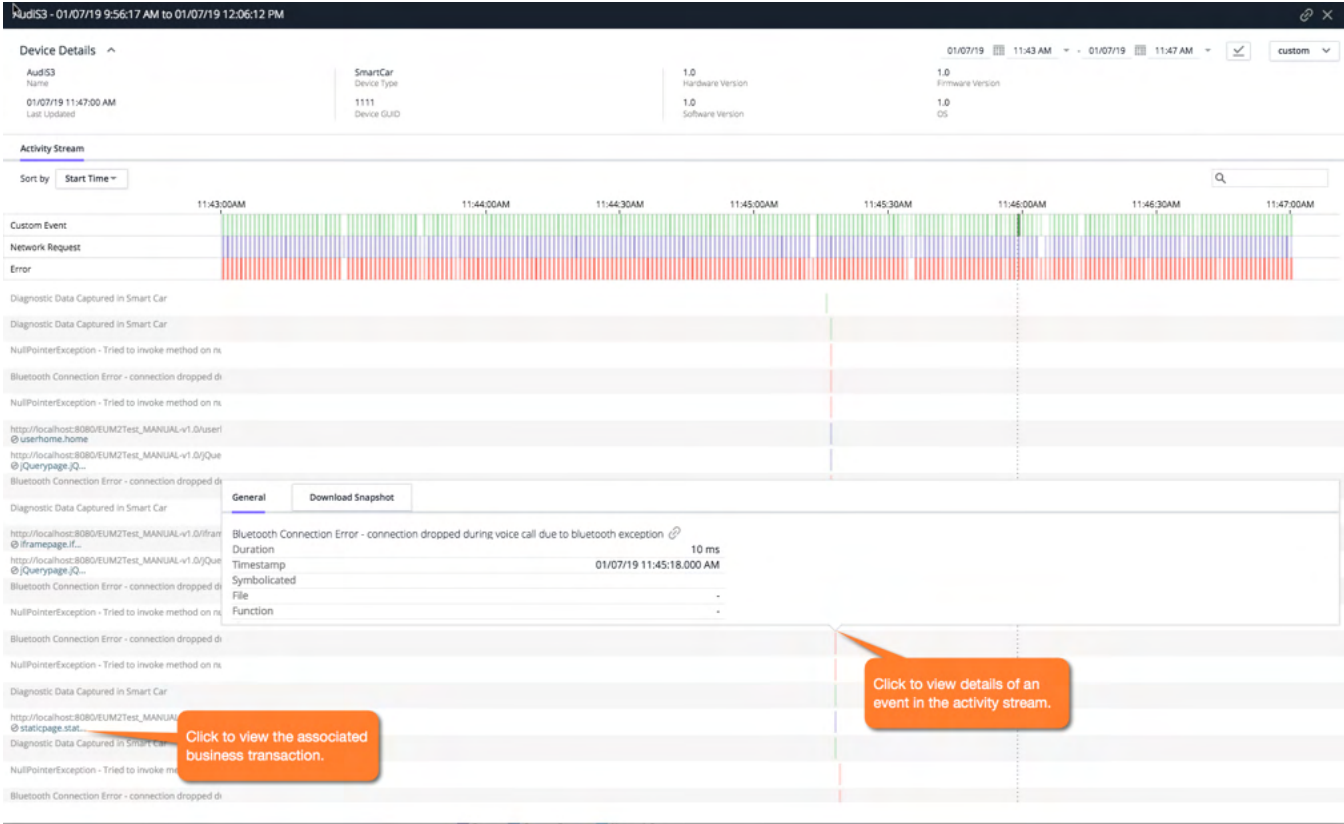 AudiS3 - 01/07/19 9:56:17 AM to 01/07/19 12:06:12 PM
Device Details
01/07/19 11:43 AM - 01/07/19 11:47 AM custom
AudiS3 SmartCar 1.0 1.0
Name Device Type Hardware Version Firmware Version
01/07/19 11:47:00 AM 1111 1.0 1.0
Last Updated Device GUID Software Version OS
Activity Stream
Sort by Start Time
11:43:00AM 11:44:00AM 11:44:30AM 11:45:00AM 11:45:30AM 11:46:00AM 11:46:30AM 11:47:00AM
Custom Event
Network Request
Error
Diagnostic Data Captured in Smart Car
Diagnostic Data Captured in Smart Car
NullPointerException - Tried to invoke method on nu
Bluetooth Connection Error - connection dropped du
NullPointerException - Tried to invoke method on nu
http://localhost:8080/EUM2Test_MANUAL-v1.0/userl
userhome.home
http://localhost:8080/EUM2Test_MANUAL-v1.0/jQue
jQuerypage.jQ...
Bluetooth Connection Error - connection dropped du
General Download Snapshot
Diagnostic Data Captured in Smart Car
http://localhost:8080/EUM2Test_MANUAL-v1.0/ifram
iframepage.if...
http://localhost:8080/EUM2Test_MANUAL-v1.0/jQue
jQuerypage.jQ...
Bluetooth Connection Error - connection dropped du
NullPointerException - Tried to invoke method on nu
Bluetooth Connection Error - connection dropped during voice call due to bluetooth exception
Duration 10 ms
Timestamp 01/07/19 11:45:18.000 AM
Symbolicated
File -
Function -
Bluetooth Connection Error - connection dropped du
NullPointerException - Tried to invoke method on nu
Diagnostic Data Captured in Smart Car
http://localhost:8080/EUM2Test_MANUAL
staticpage.stat...
Diagnostic Data Captured in Smart Car
NullPointerException - Tried to invoke me
Bluetooth Connection Error - connection dropped du
Click to view details of an
event in the activity stream.
Click to view the associated
business transaction.